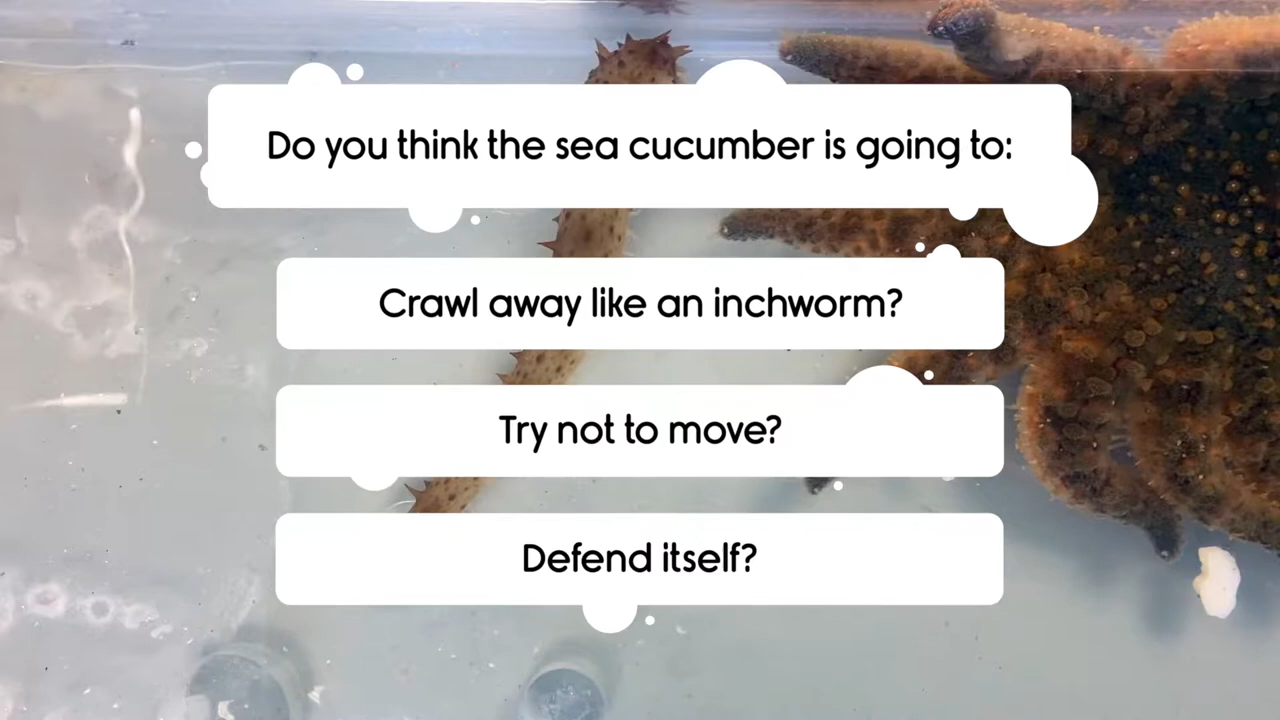 Do you think the sea cucumber is going to:
Crawl away like an inchworm?
Try not to move?
Defend itself?